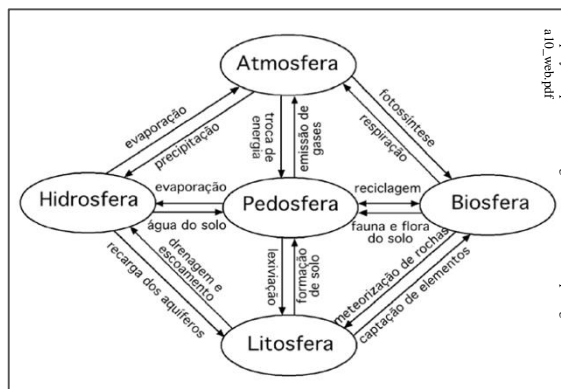 Atmosfera
a10_web.pdf
evaporação
precipitação
troca de
energia
emissão de
gases
fotossíntese
respiração
Hidrosfera
evaporação
água do solo
Pedosfera
reciclagem
fauna e flora
do solo
Biosfera
drenagem e
escoamento
recarga dos aquíferos
lexiviação
formação
de solo
meteorização de rochas
captação de elementos
Litosfera